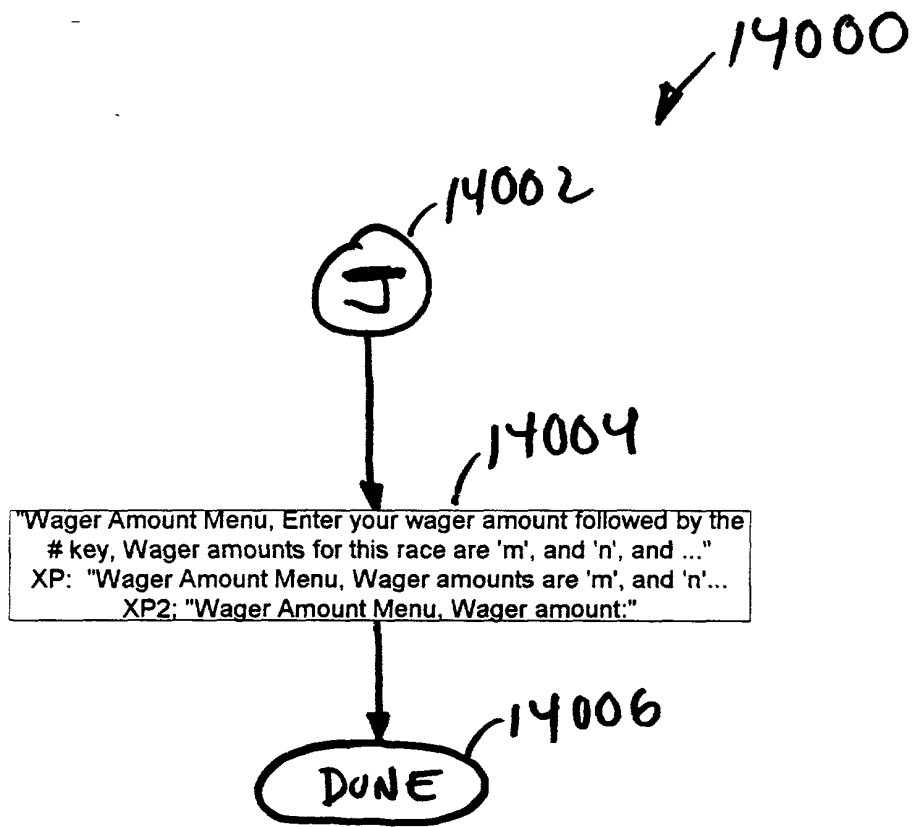 14000
14002
J
14004
"Wager Amount Menu, Enter your wager amount followed by the
# key, Wager amounts for this race are 'm', and 'n', and ..."
XP: "Wager Amount Menu, Wager amounts are 'm', and 'n'...
XP2; "Wager Amount Menu, Wager amount:"
14006
DONE